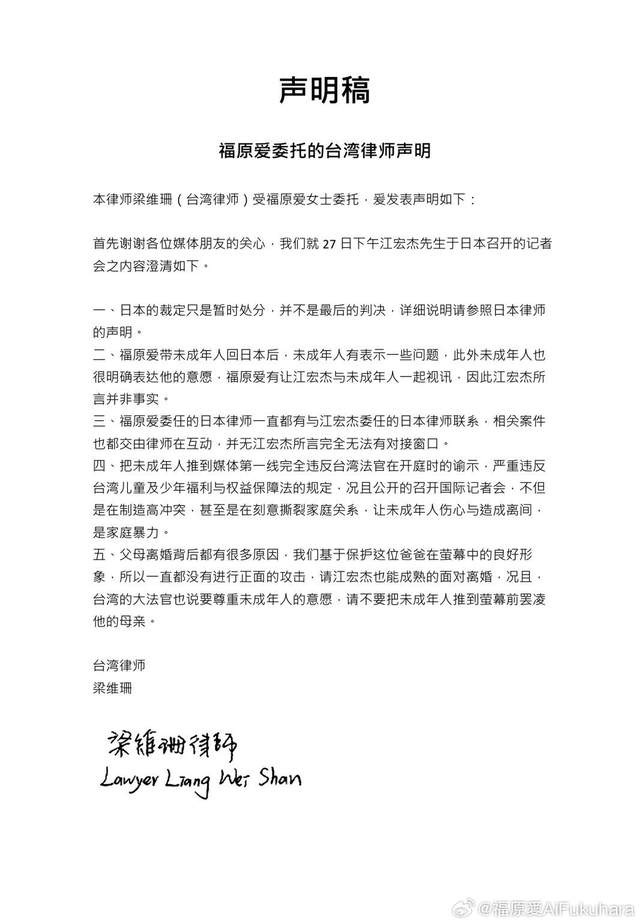 声明稿
福原爱委托的台湾律师声明
本律师梁维珊（台湾律师）受福原爱女士委托，爰发表声明如下：
首先谢谢各位媒体朋友的关心，我们就 27 日下午江宏杰先生于日本召开的记者
会之内容澄清如下。
一、日本的裁定只是暂时处分，并不是最后的判决，详细说明请参照日本律师
的声明。
二、福原爱带未成年人回日本后，未成年人有表示一些问题，此外未成年人也
很明确表达他的意愿，福原爱有让江宏杰与未成年人一起视讯，因此江宏杰所
言并非事实。
三、福原爱委任的日本律师一直都有与江宏杰委任的日本律师联系，相关案件
也都交由律师在互动，并无江宏杰所言完全无法有对接窗口。
四、把未成年人推到媒体第一线完全违反台湾法官在开庭时的谕示，严重违反
台湾儿童及少年福利与权益保障法的规定，况且公开的召开国际记者会，不但
是在制造高冲突，甚至是在刻意撕裂家庭关系，让未成年人伤心与造成离间，
是家庭暴力。
五、父母离婚背后都有很多原因，我们基于保护这位爸爸在萤幕中的良好形
象，所以一直都没有进行正面的攻击，请江宏杰也能成熟的面对离婚，况且，
台湾的大法官也说要尊重未成年人的意愿，请不要把未成年人推到萤幕前罢凌
他的母亲。
台湾律师
梁维珊
梁維珊律師
Lawyer Liang Wei Shan
@福原愛AiFukuhara